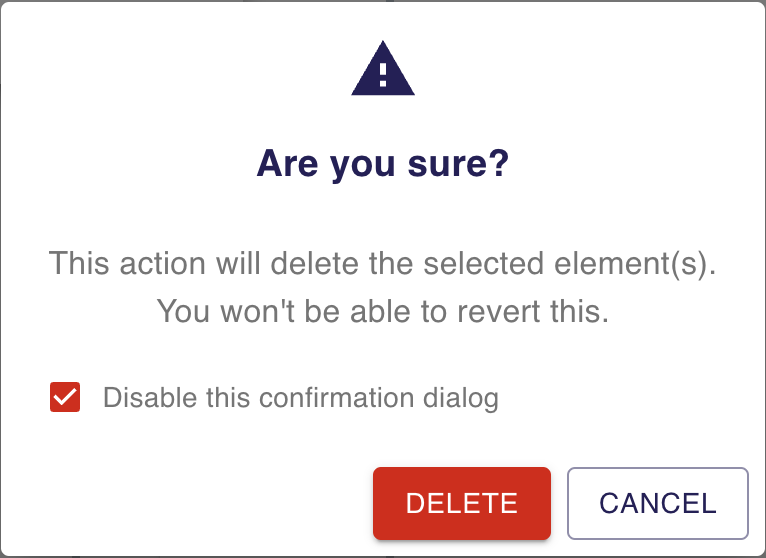 Are you sure?
This action will delete the selected element(s).
You won't be able to revert this.
Disable this confirmation dialog
DELETE
CANCEL